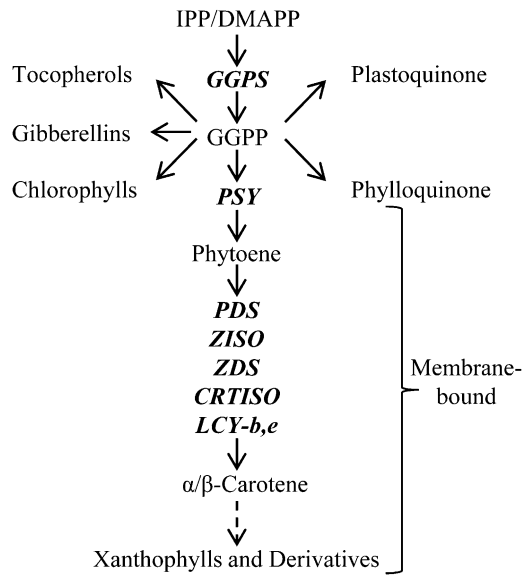 IPP/DMAPP
Tocopherols
GGPS
Plastoquinone
Gibberellins
GGPP
Chlorophylls
PSY
Phylloquinone
Phytoene
PDS
ZISO
ZDS
CRTISO
LCY-b,e
Membrane-
bound
α/β-Carotene
Xanthophylls and Derivatives